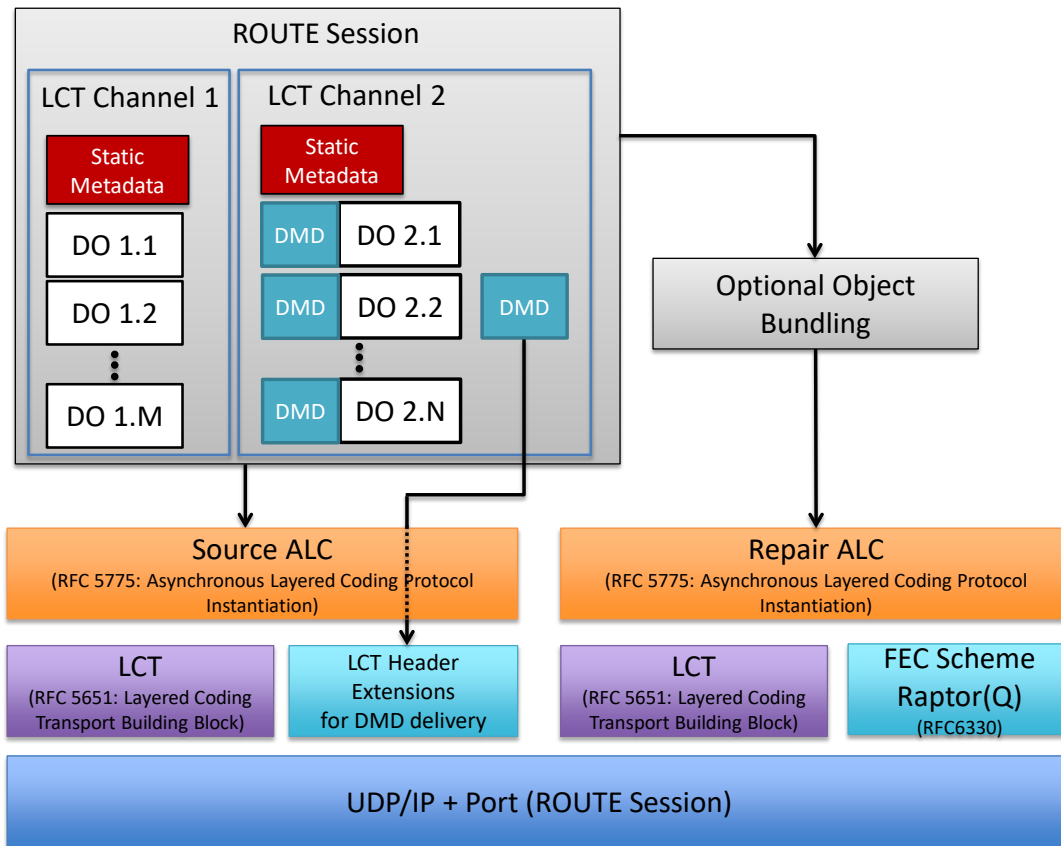 ROUTE Session
LCT Channel 1
Static
Metadata
DO 1.1
DO 1.2
DO 1.M
LCT Channel 2
Static
Metadata
DMD
DO 2.1
DMD
DO 2.2
DMD
DMD
DO 2.N
Optional Object
Bundling
Source ALC
(RFC 5775: Asynchronous Layered Coding Protocol
Instantiation)
Repair ALC
(RFC 5775: Asynchronous Layered Coding Protocol
Instantiation)
LCT
(RFC 5651: Layered Coding
Transport Building Block)
LCT Header
Extensions
for DMD delivery
LCT
(RFC 5651: Layered Coding
Transport Building Block)
FEC Scheme
Raptor(Q)
(RFC6330)
UDP/IP + Port (ROUTE Session)